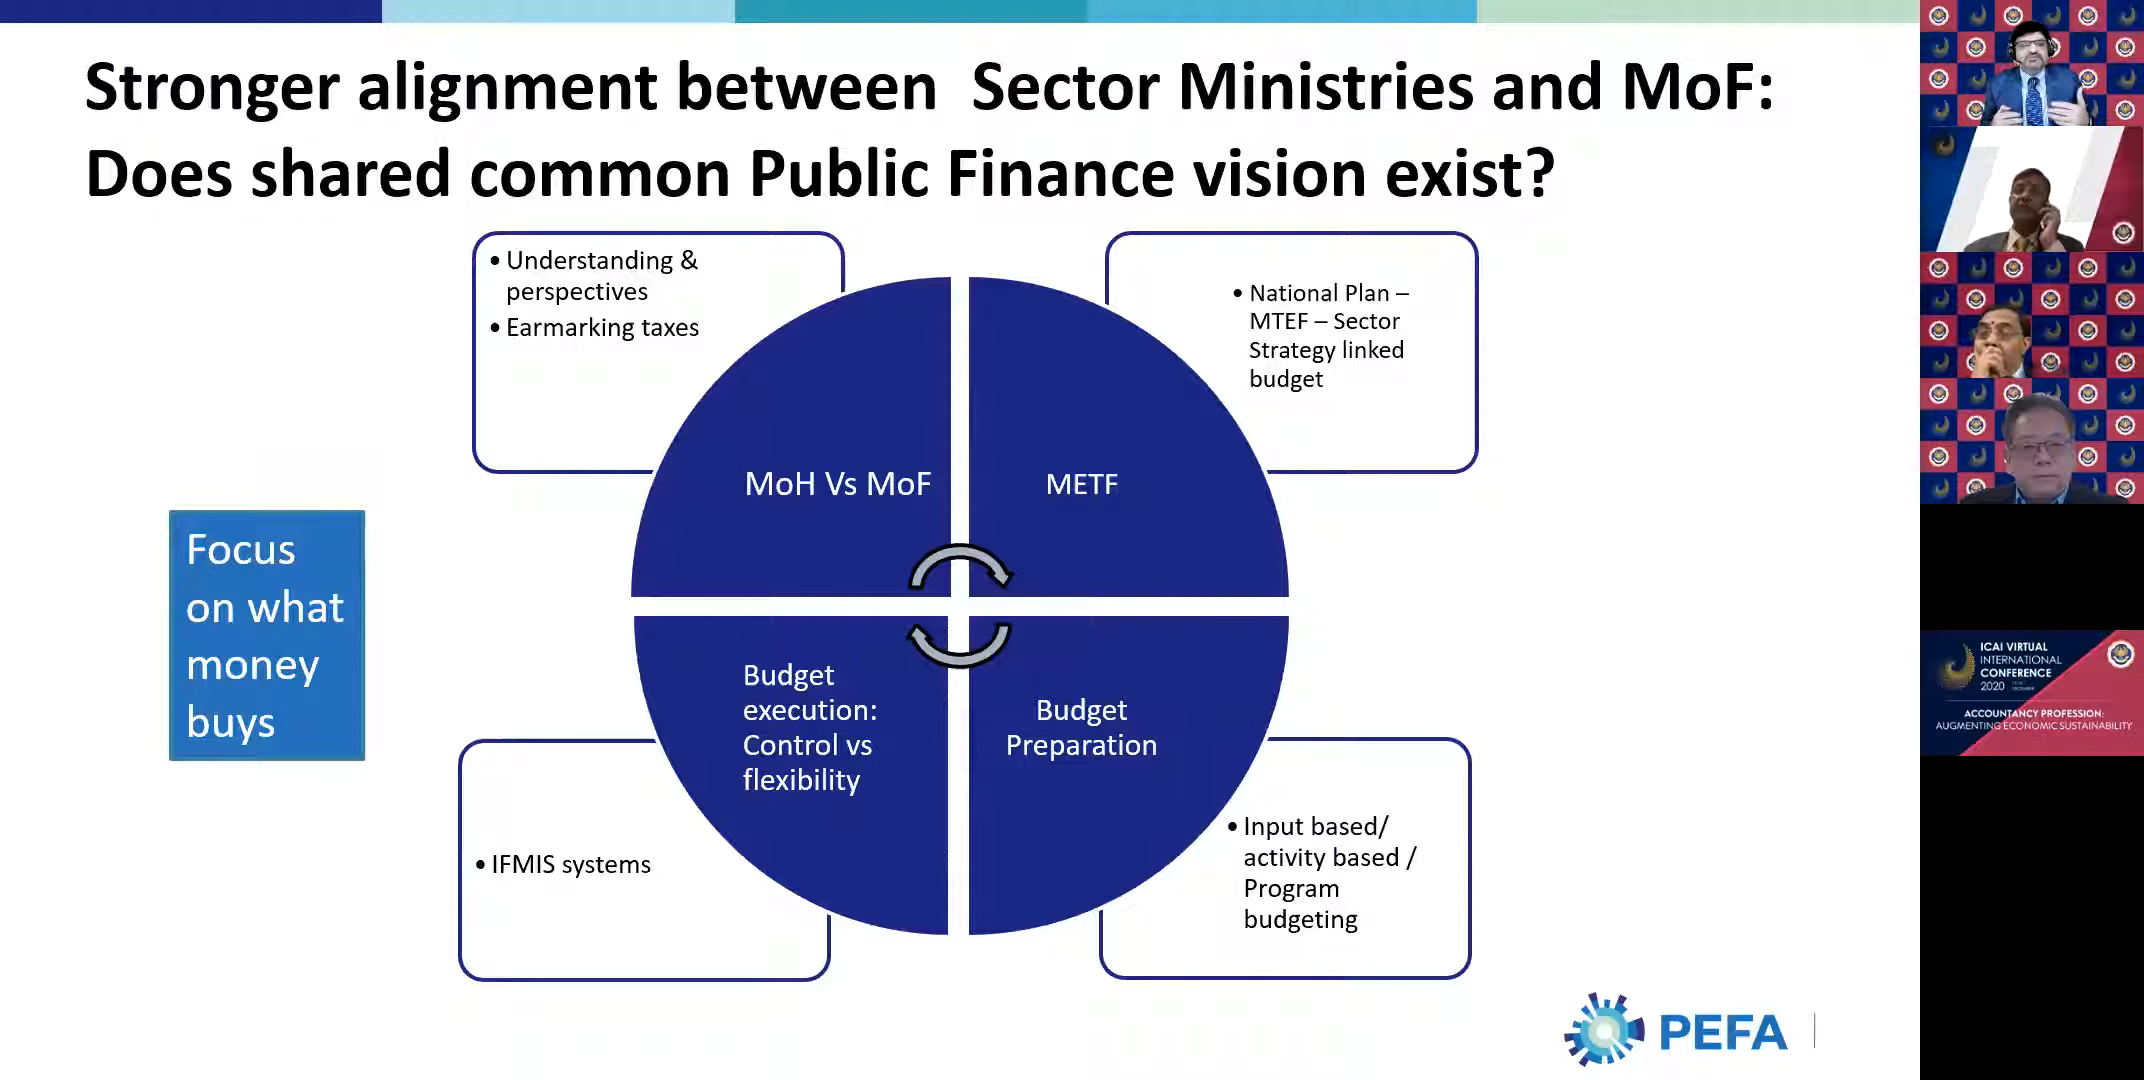 Stronger alignment between Sector Ministries and MoF:
Does shared common Public Finance vision exist?
• Understanding &
perspectives
• Earmarking taxes
• National Plan –
MTEF – Sector
Strategy linked
budget
MoH Vs MoF
METF
Focus
on what
money
buys
Budget
execution:
Control vs
flexibility
Budget
Preparation
• IFMIS systems
• Input based/
activity based /
Program
budgeting
PEFA
ICAI VIRTUAL
INTERNATIONAL
CONFERENCE
2020
ACCOUNTANCY PROFESSION:
AUGMENTING ECONOMIC SUSTAINABILITY